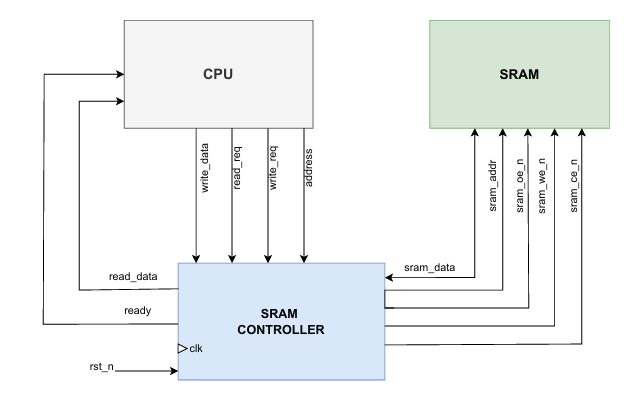 CPU
SRAM
write_data
read_req
write_req
address
sram_addr
sram_oe_n
sram_we_n
sram_ce_n
sram_data
read_data
ready
SRAM
CONTROLLER
clk
rst_n